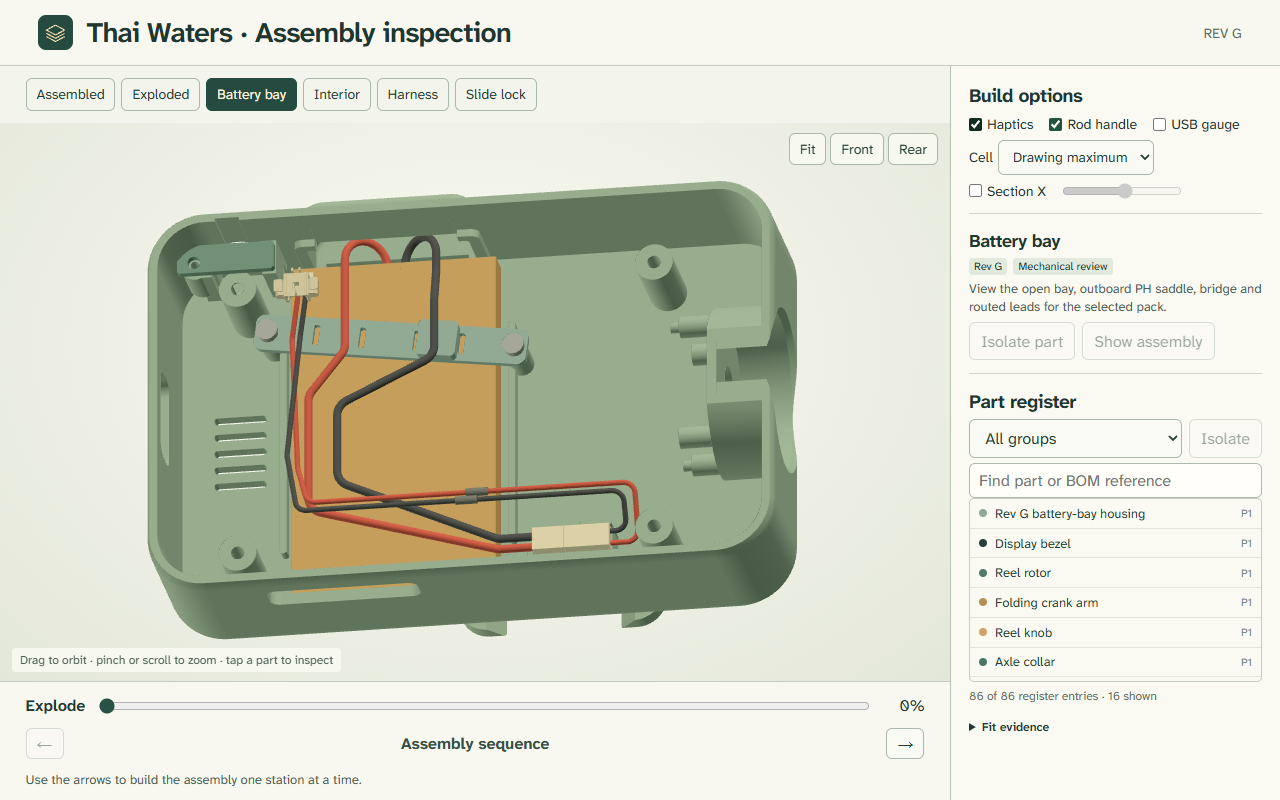 Thai Waters · Assembly inspection
REV G
Assembled
Exploded
Battery bay
Interior
Harness
Slide lock
Fit
Front
Rear
Drag to orbit · pinch or scroll to zoom · tap a part to inspect
Explode
0%
←
Assembly sequence
→
Use the arrows to build the assembly one station at a time.
Build options
Haptics
Rod handle
USB gauge
Cell
Drawing maximum
Section X
Battery bay
Rev G
Mechanical review
View the open bay, outboard PH saddle, bridge and
routed leads for the selected pack.
Isolate part
Show assembly
Part register
All groups
Isolate
Find part or BOM reference
Rev G battery-bay housing P1
Display bezel P1
Reel rotor P1
Folding crank arm P1
Reel knob P1
Axle collar P1
86 of 86 register entries · 16 shown
Fit evidence